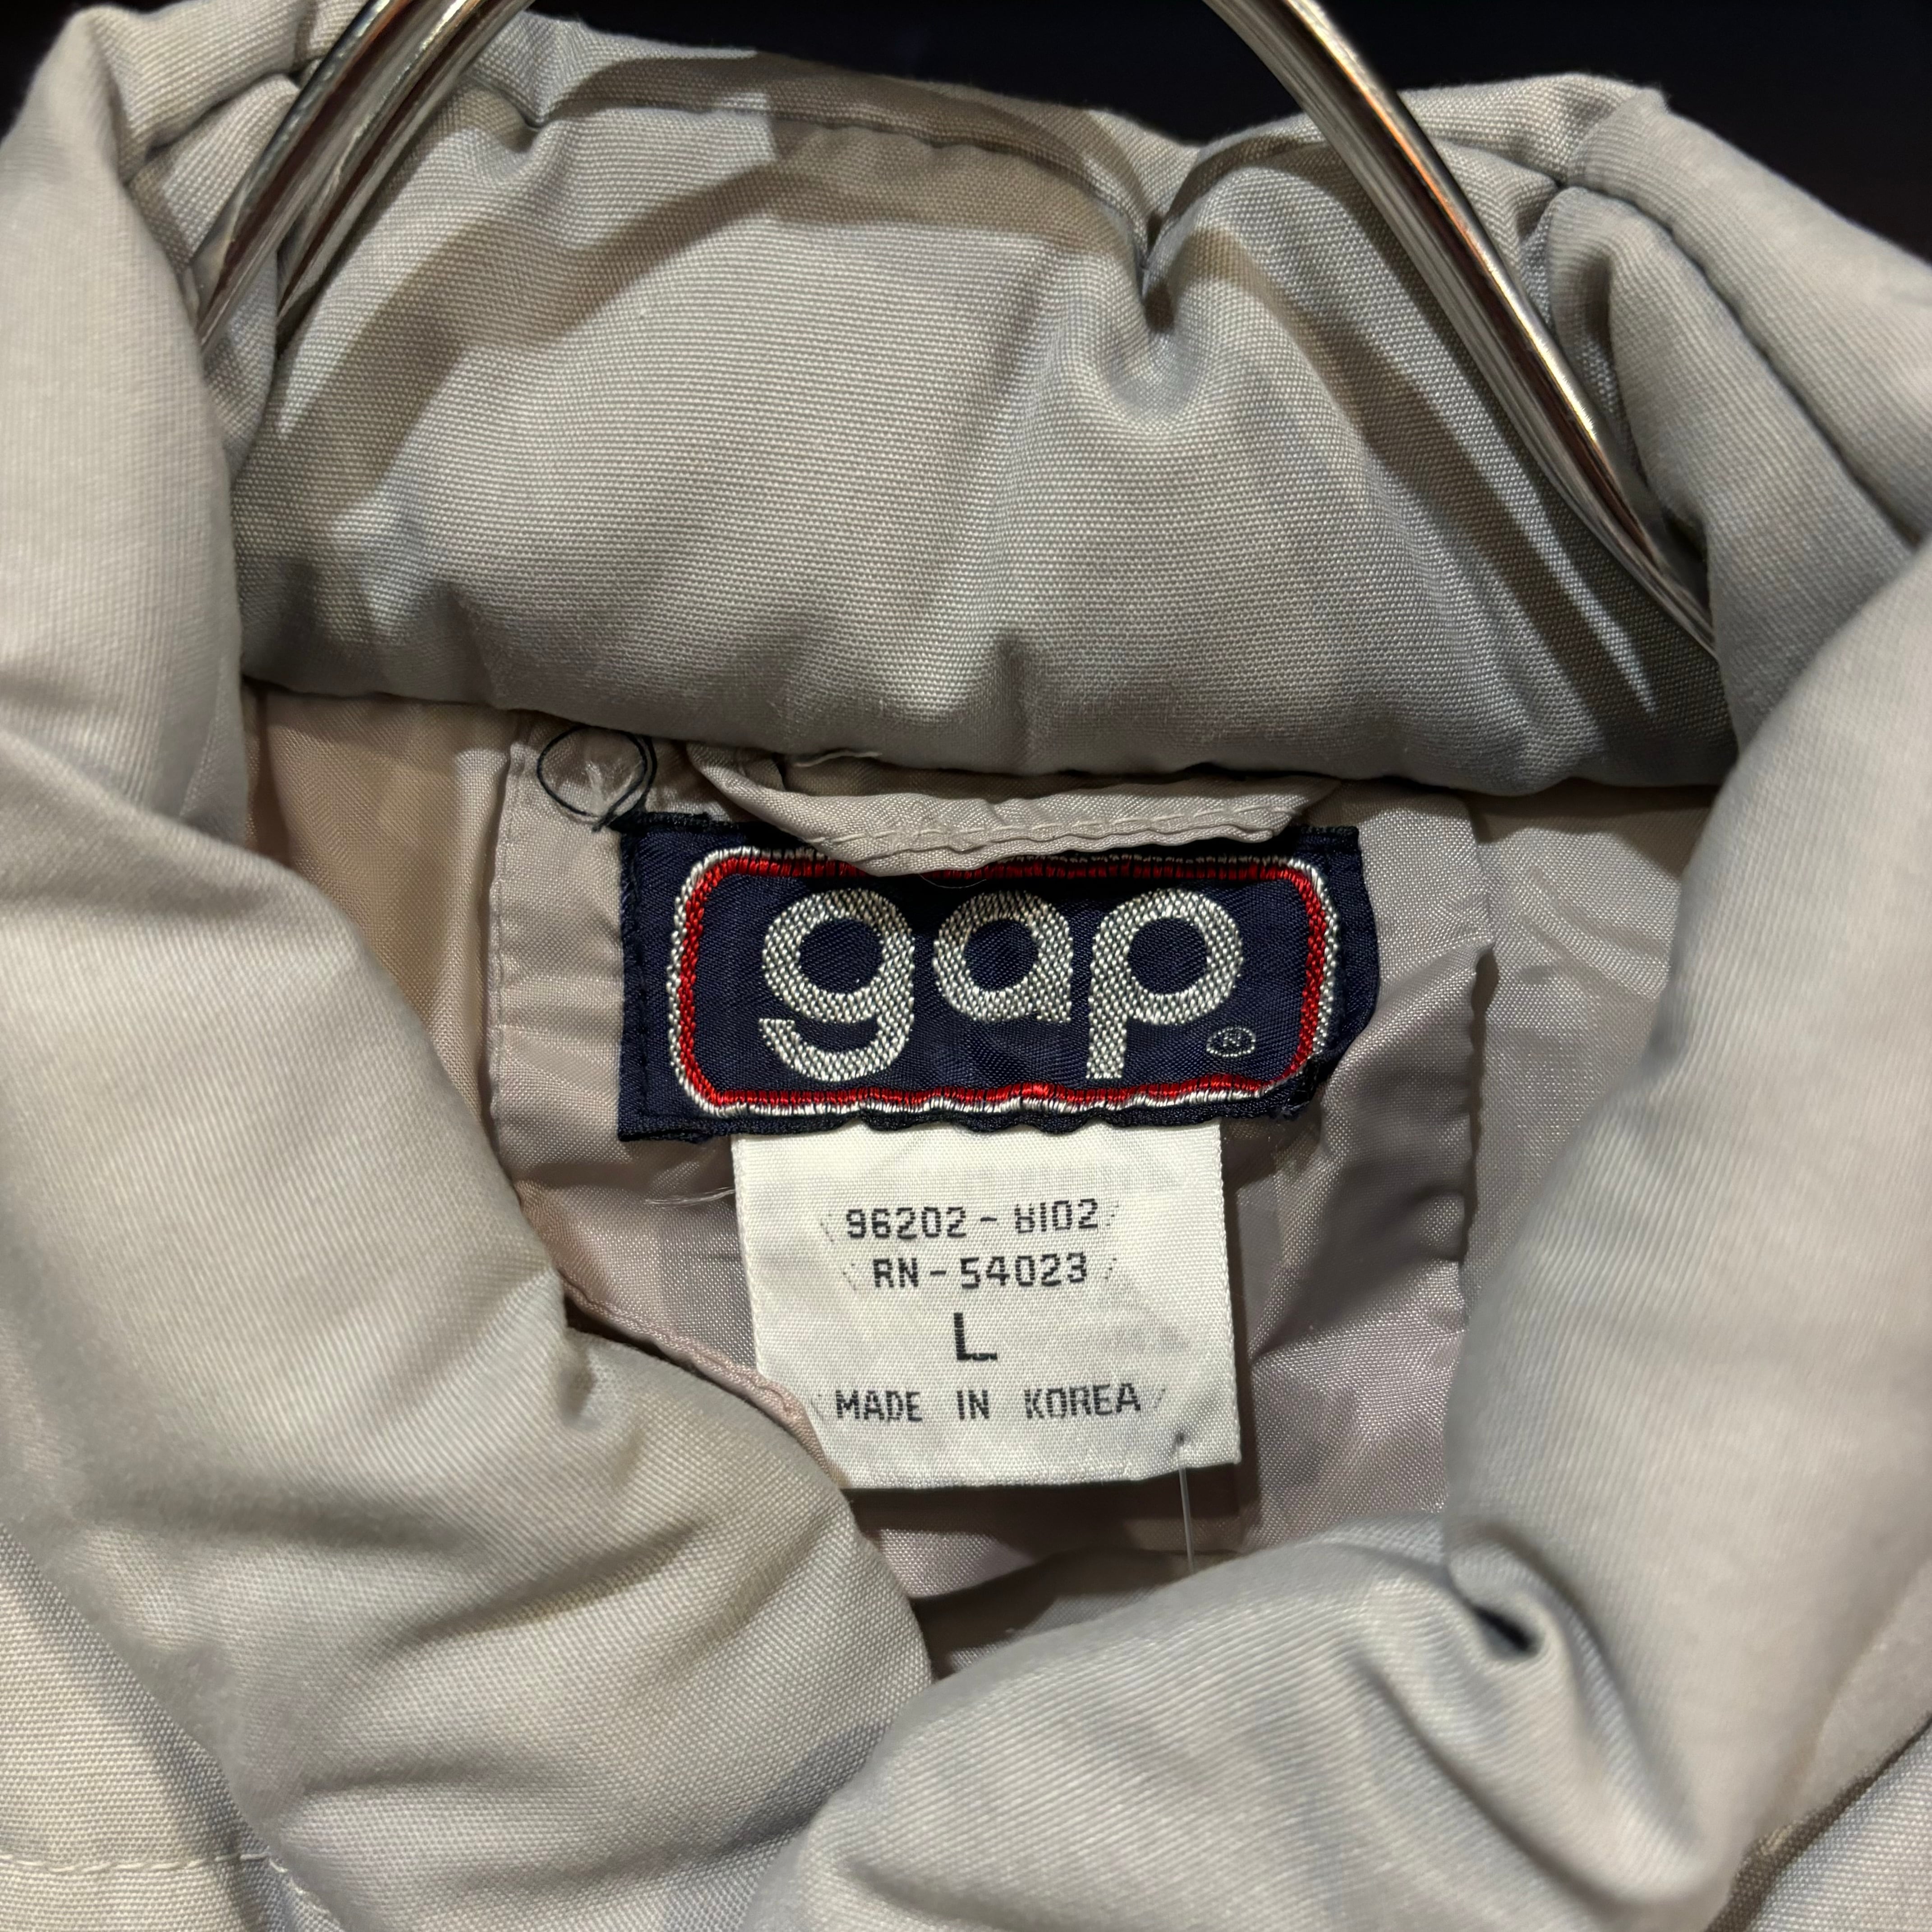 gap®
96202-8102
RN-54023
L
MADE IN KOREA